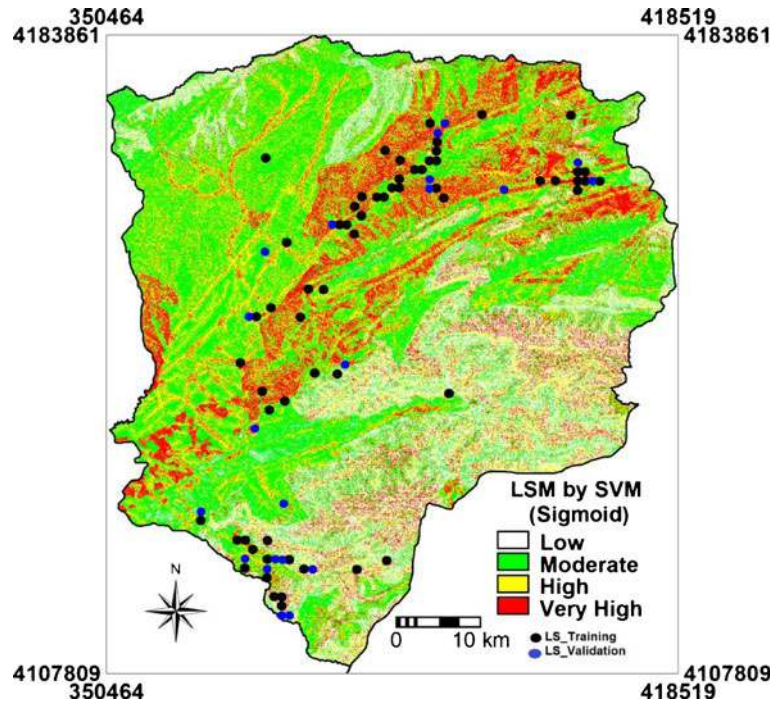 350464 418519
4183861 4183861
LSM by SVM
(Sigmoid)
Low
Moderate
High
Very High
N
0 10 km
LS_Training
LS_Validation
4107809 4107809
350464 418519